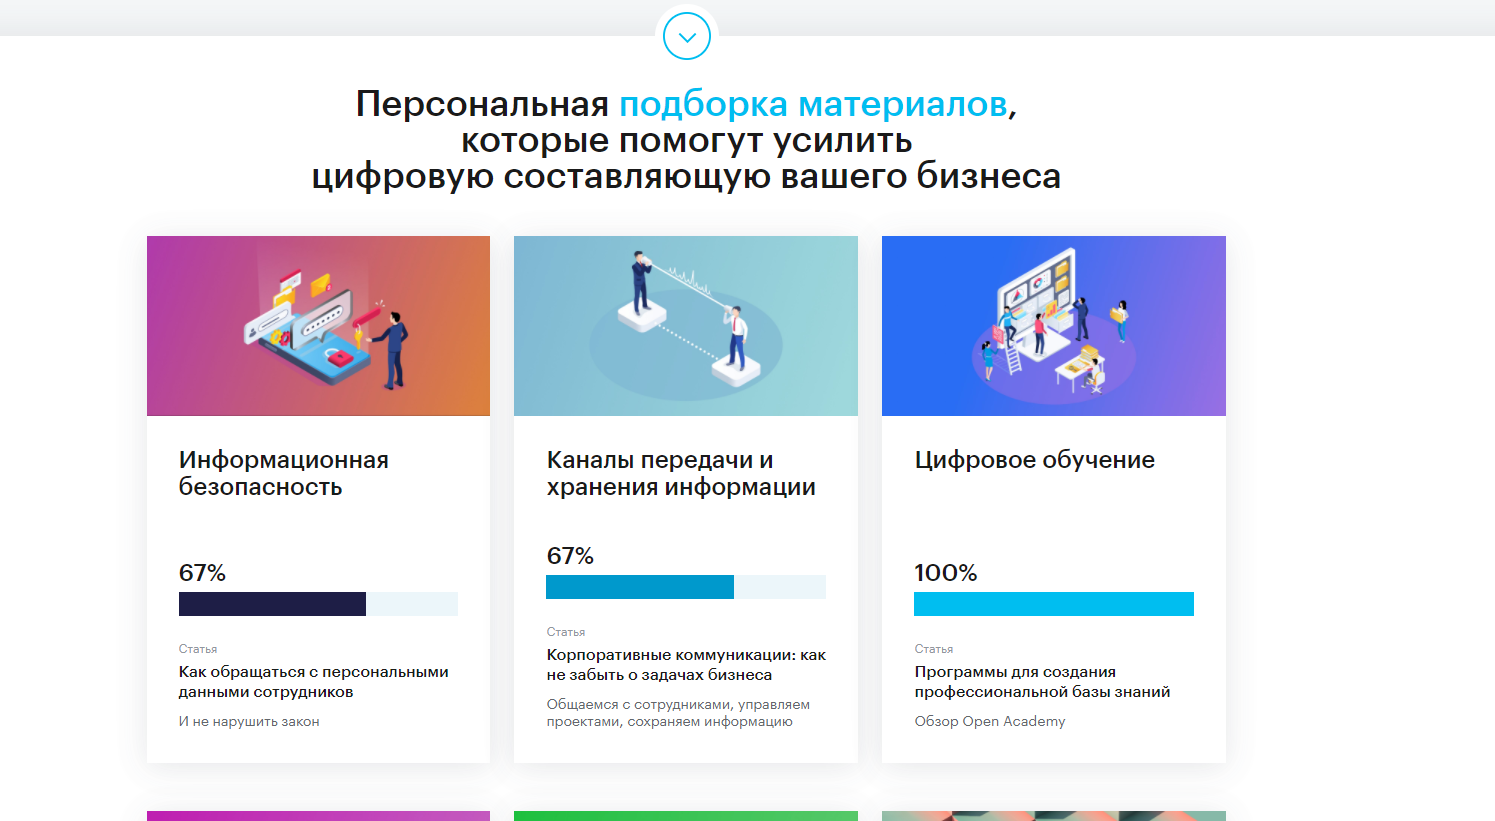 Персональная подборка материалов,
которые помогут усилить
цифровую составляющую вашего бизнеса
Информационная
безопасность
67%
Статья
Как обращаться с персональными
данными сотрудников
И не нарушить закон
Каналы передачи и
хранения информации
67%
Статья
Корпоративные коммуникации: как
не забыть о задачах бизнеса
Общаемся с сотрудниками, управляем
проектами, сохраняем информацию
Цифровое обучение
100%
Статья
Программы для создания
профессиональной базы знаний
Обзор Open Academy